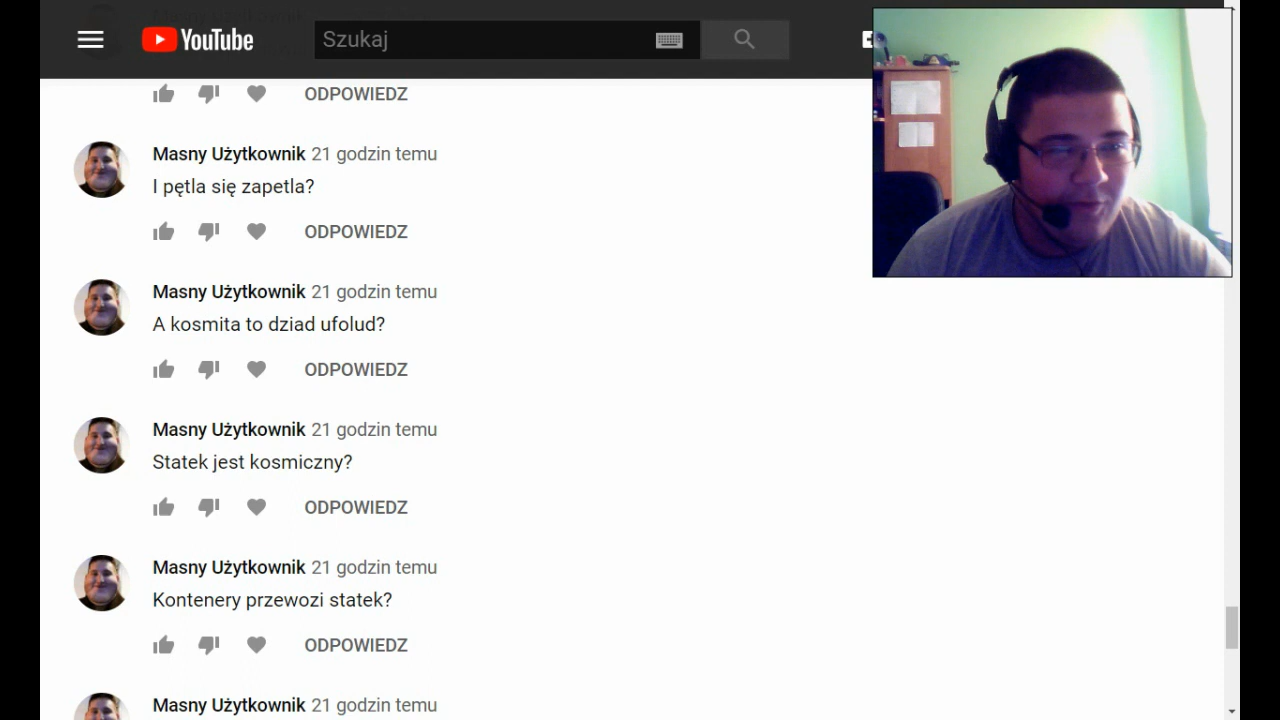 YouTube
Szukaj
ODPOWIEDZ
Masny Użytkownik 21 godzin temu
I pętla się zapetla?
ODPOWIEDZ
Masny Użytkownik 21 godzin temu
A kosmita to dziad ufolud?
ODPOWIEDZ
Masny Użytkownik 21 godzin temu
Statek jest kosmiczny?
ODPOWIEDZ
Masny Użytkownik 21 godzin temu
Kontenery przewozi statek?
ODPOWIEDZ
Masny Użytkownik 21 godzin temu